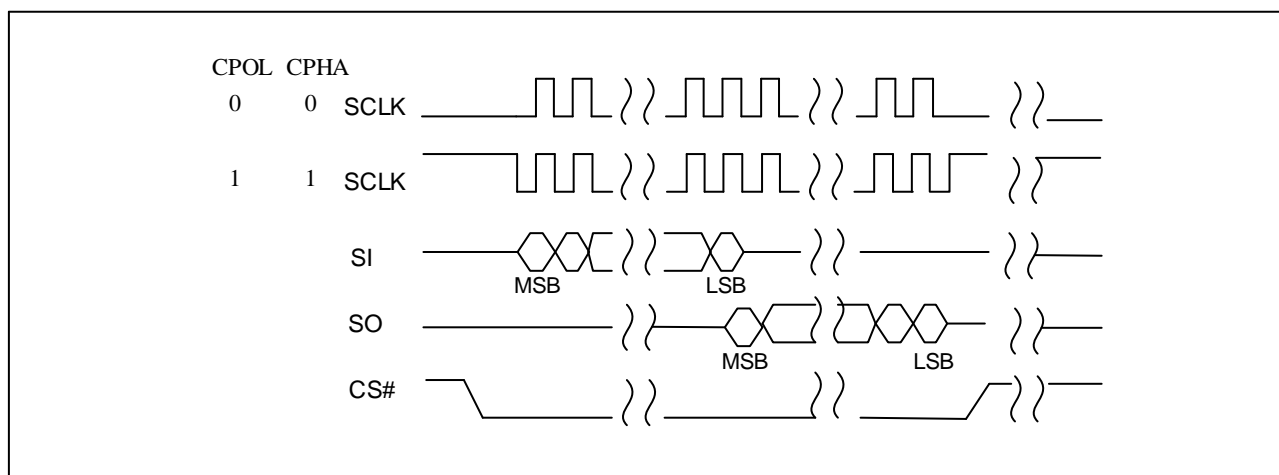 CPOL CPHA
0 0 SCLK
1 1 SCLK
SI
MSB LSB
SO
MSB LSB
CS#